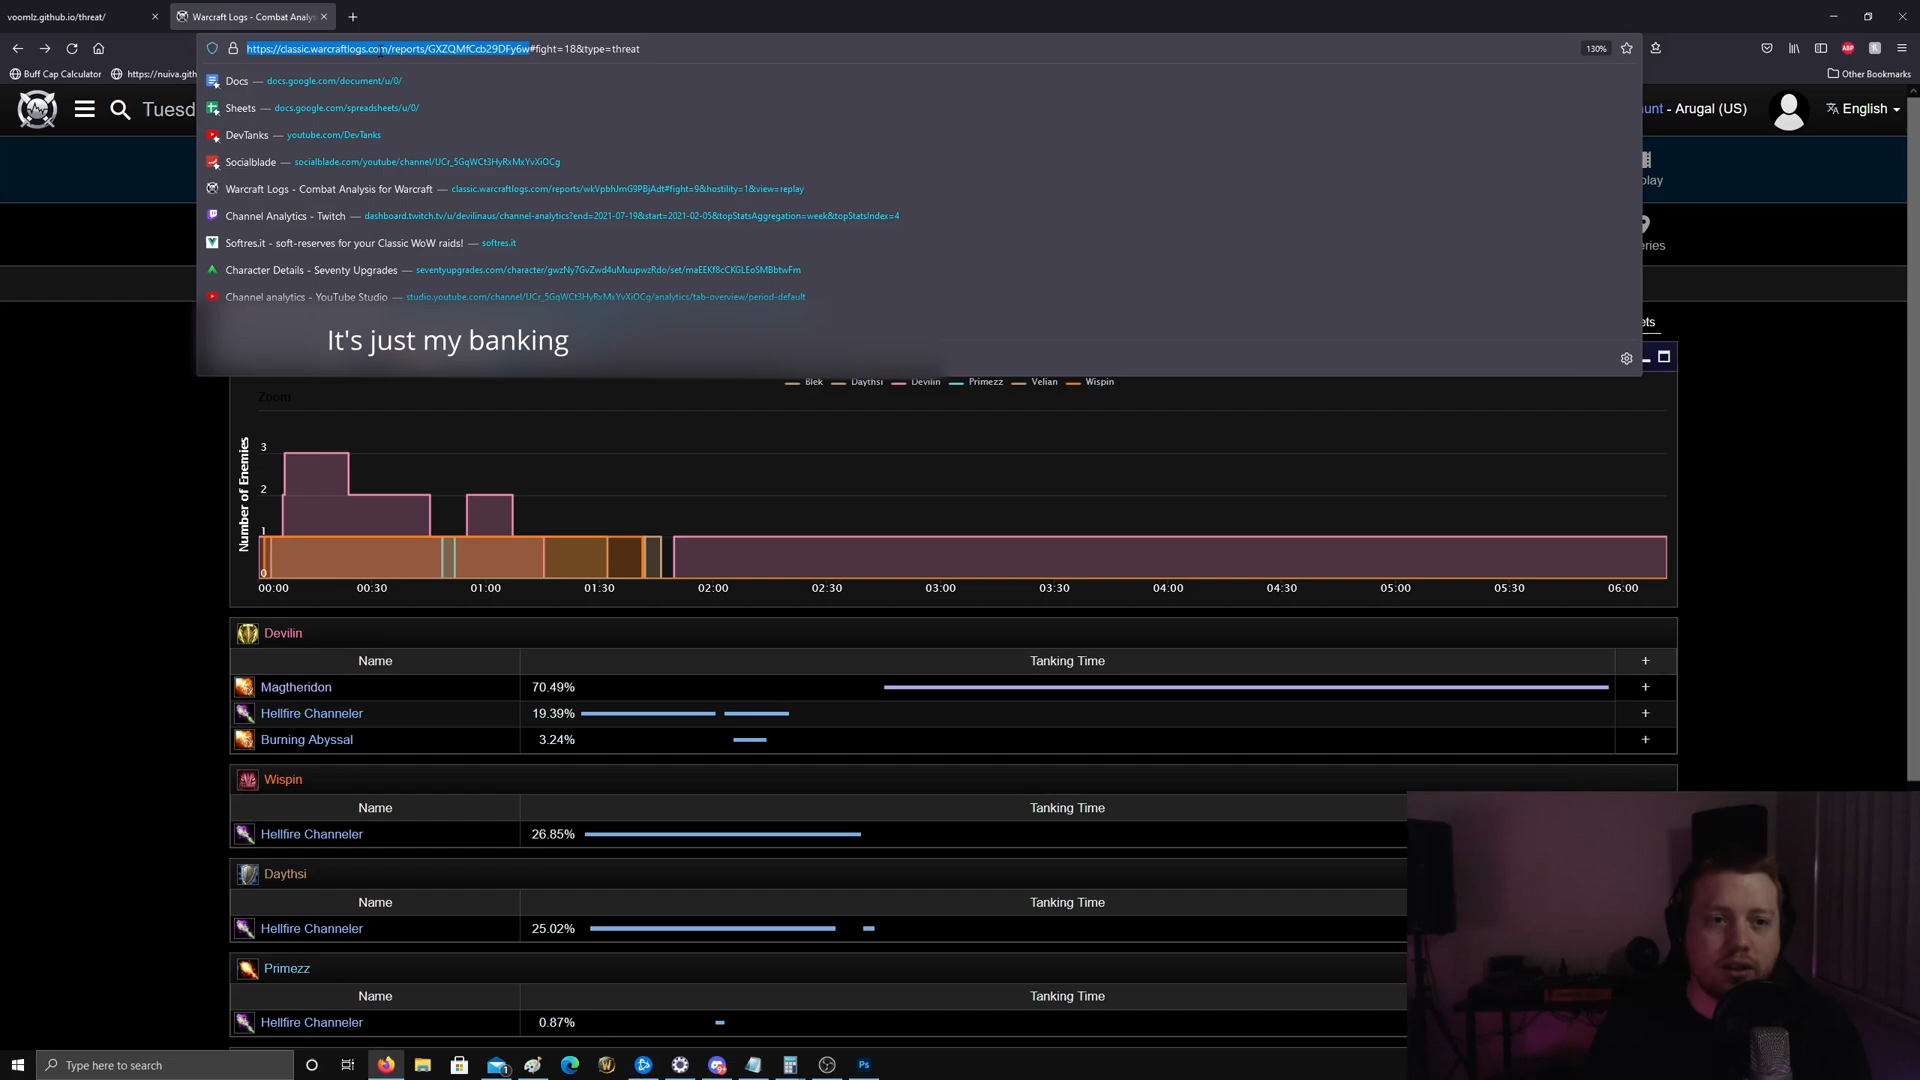 voomlz.github.io/threat/
Warcraft Logs - Combat Analys
https://classic.warcraftlogs.com/reports/GXZQMfCcb29DFy6w#fight=18&type=threat
130%
ABP
Buff Cap Calculator
https://nuiva.gith
Other Bookmarks
Docs — docs.google.com/document/u/0/
Sheets — docs.google.com/spreadsheets/u/0/
DevTanks — youtube.com/DevTanks
Socialblade — socialblade.com/youtube/channel/UCr_5GqWCt3HyRxMxYvXiOCg
Warcraft Logs - Combat Analysis for Warcraft — classic.warcraftlogs.com/reports/wkVpbhJmG9PBjAdt#fight=9&hostility=1&view=replay
Channel Analytics - Twitch — dashboard.twitch.tv/u/devilinaus/channel-analytics?end=2021-07-19&start=2021-02-05&topStatsAggregation=week&topStatsIndex=4
Softres.it - soft-reserves for your Classic WoW raids! — softres.it
Character Details - Seventy Upgrades — seventyupgrades.com/character/gwzNy7GvZwd4uMuupwzRdo/set/maEEKf8cCKGLEoSMBbtwFm
Channel analytics - YouTube Studio — studio.youtube.com/channel/UCr_5GqWCt3HyRxMxYvXiOCg/analytics/tab-overview/period-default
It's just my banking
Tuesd
unt - Arugal (US)
English
play
eries
ets
Blek Daythsi Devilin Primezz Velian Wispin
Zoom
Number of Enemies
3
2
1
0
00:00 00:30 01:00 01:30 02:00 02:30 03:00 03:30 04:00 04:30 05:00 05:30 06:00
Devilin
Name Tanking Time +
Magtheridon 70.49% +
Hellfire Channeler 19.39% +
Burning Abyssal 3.24% +
Wispin
Name Tanking Time
Hellfire Channeler 26.85%
Daythsi
Name Tanking Time
Hellfire Channeler 25.02%
Primezz
Name Tanking Time
Hellfire Channeler 0.87%
Type here to search
1
Ps